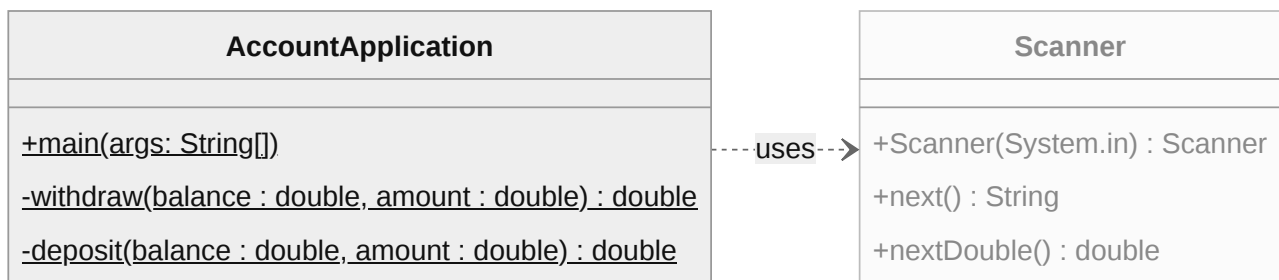 AccountApplication
+main(args: String[])
-withdraw(balance : double, amount : double) : double
-deposit(balance : double, amount : double) : double
uses
Scanner
+Scanner(System.in) : Scanner
+next() : String
+nextDouble() : double